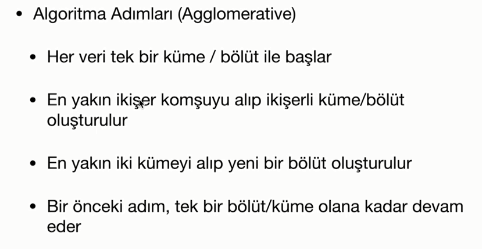 • Algoritma Adımları (Agglomerative)
• Her veri tek bir küme / bölüt ile başlar
• En yakın ikişer komşuyu alıp ikişerli küme/bölüt
oluşturulur
• En yakın iki kümeyi alıp yeni bir bölüt oluşturulur
• Bir önceki adım, tek bir bölüt/küme olana kadar devam
eder